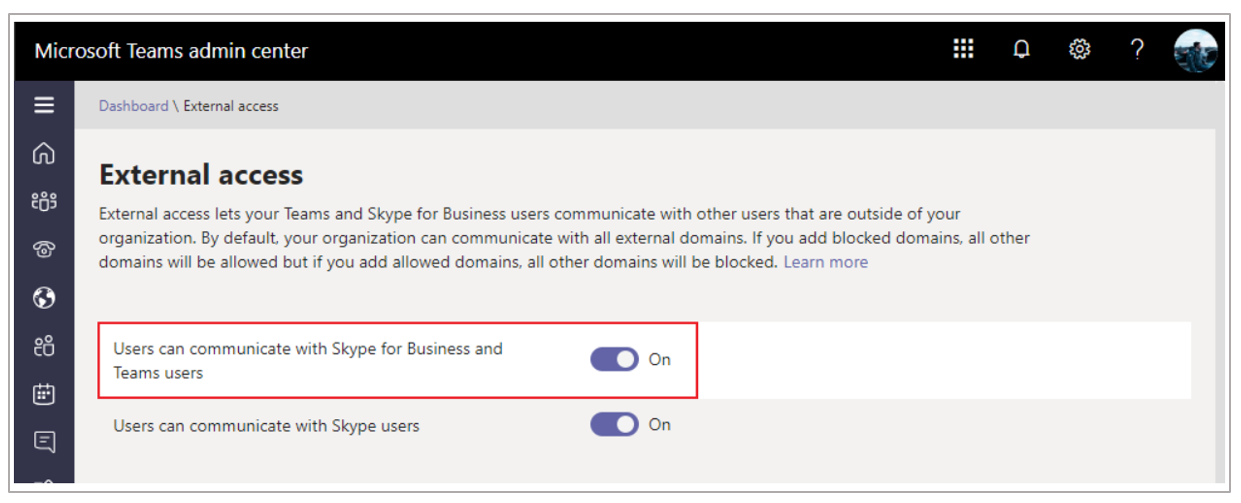 Microsoft Teams admin center
?
Dashboard \ External access
External access
External access lets your Teams and Skype for Business users communicate with other users that are outside of your
organization. By default, your organization can communicate with all external domains. If you add blocked domains, all other
domains will be allowed but if you add allowed domains, all other domains will be blocked. Learn more
Users can communicate with Skype for Business and
Teams users
On
Users can communicate with Skype users
On